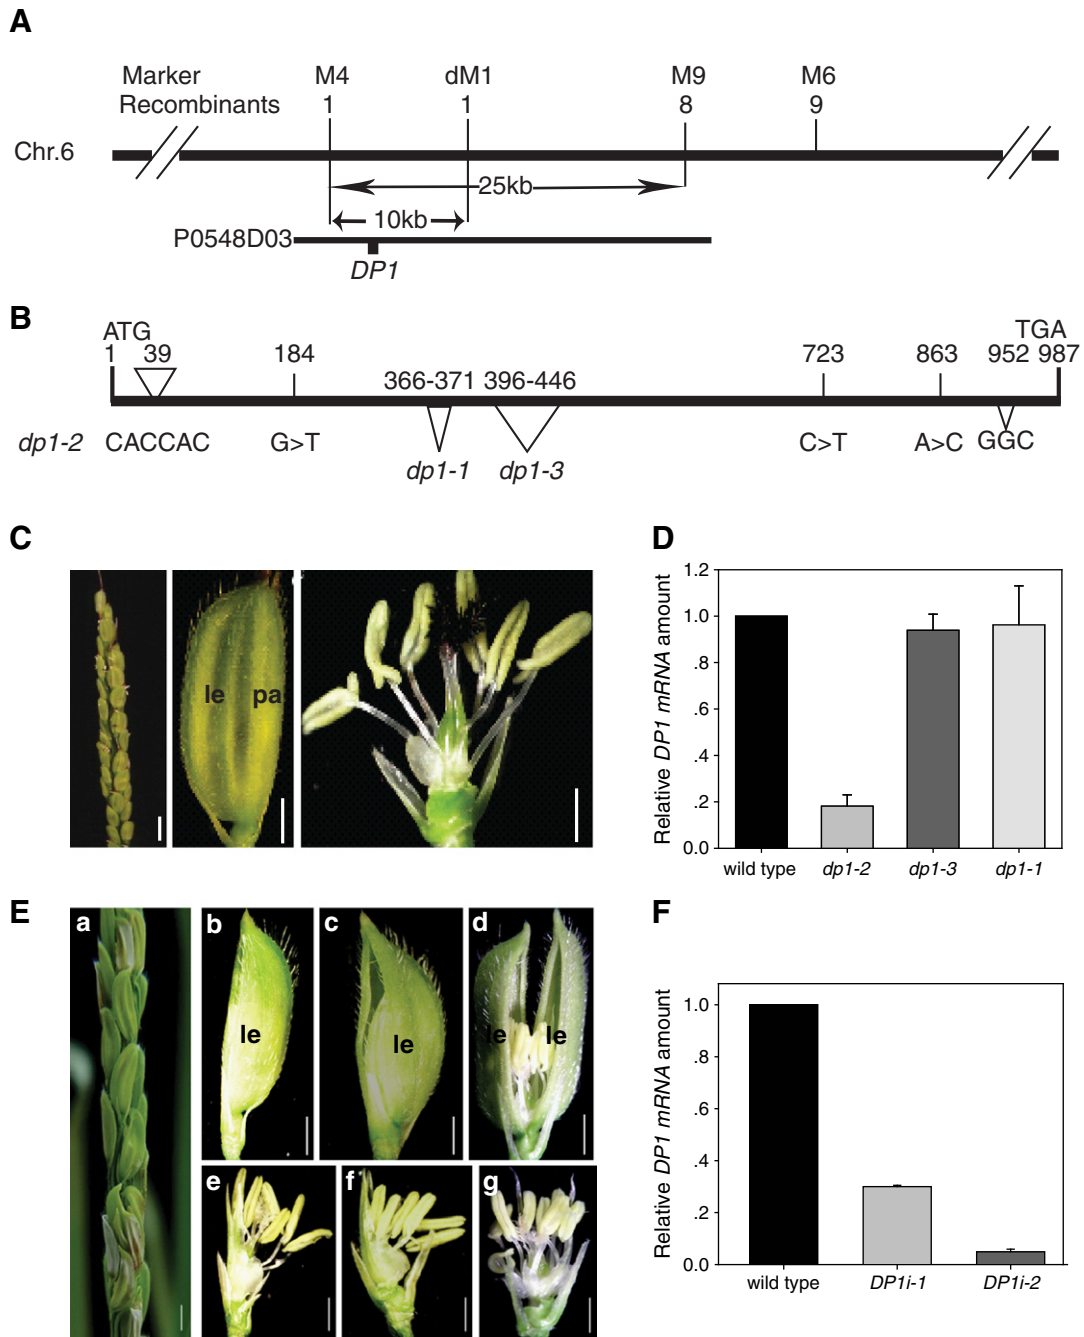 A
Marker M4 dM1 M9 M6
Recombinants 1 1 8 9
Chr.6
25kb
10kb
P0548D03
DP1
B
ATG TGA
1 39 184 723 863 952 987
366-371 396-446
dp1-2 CACCAC G>T C>T A>C GGC
dp1-1 dp1-3
C
le pa
D
Relative DP1 mRNA amount
1.2
1.0
.8
.6
.4
.2
0.0
wild type dp1-2 dp1-3 dp1-1
E
a b c d
le le le le
e f g
F
Relative DP1 mRNA amount
1.0
.8
.6
.4
.2
0.0
wild type DP1i-1 DP1i-2